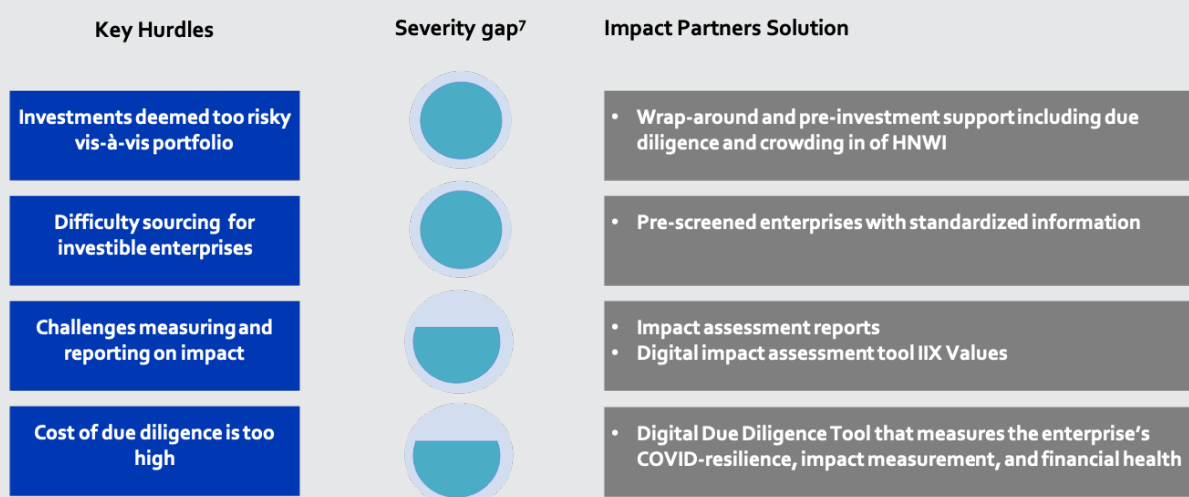 Key Hurdles
Severity gap⁷
Impact Partners Solution
Investments deemed too risky
vis-à-vis portfolio
• Wrap-around and pre-investment support including due
diligence and crowding in of HNWI
Difficulty sourcing for
investible enterprises
• Pre-screened enterprises with standardized information
Challenges measuring and
reporting on impact
• Impact assessment reports
• Digital impact assessment tool IIX Values
Cost of due diligence is too
high
• Digital Due Diligence Tool that measures the enterprise’s
COVID-resilience, impact measurement, and financial health